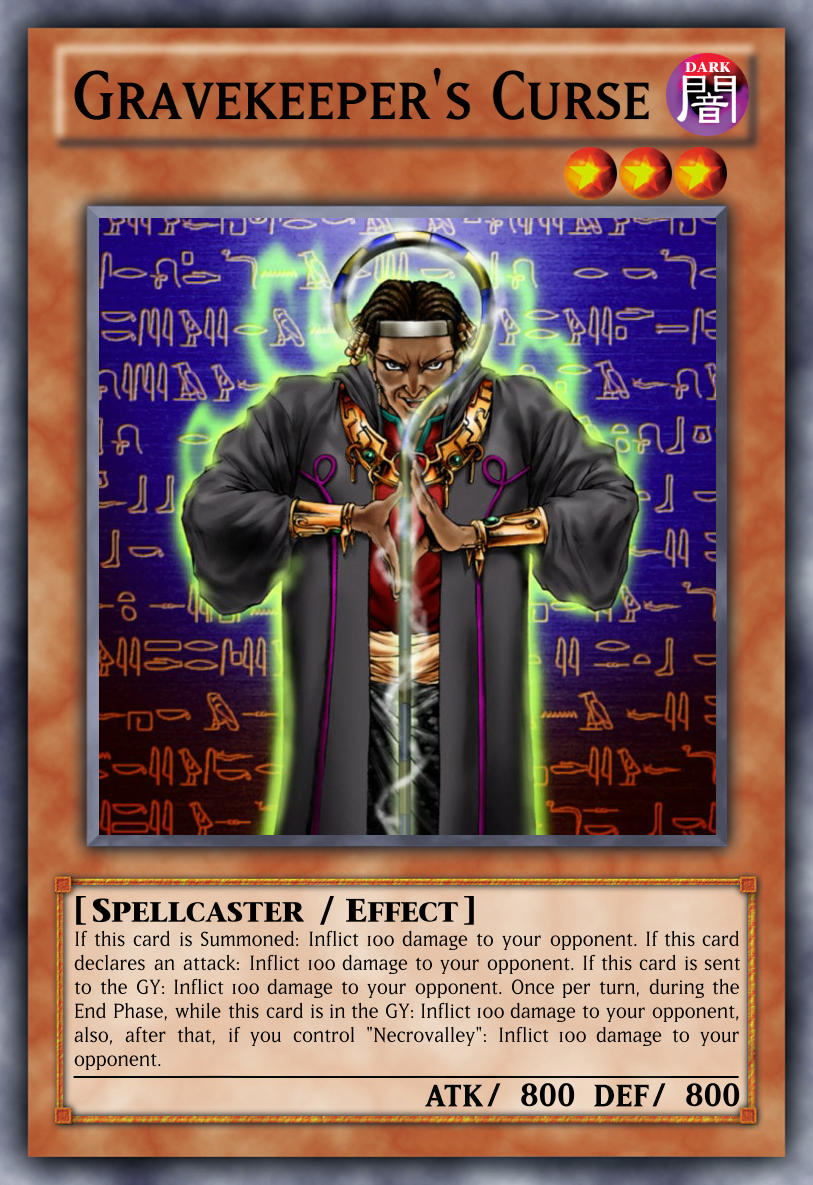 Gravekeeper's Curse
DARK
闇
[ Spellcaster / Effect ]
If this card is Summoned: Inflict 100 damage to your opponent. If this card
declares an attack: Inflict 100 damage to your opponent. If this card is sent
to the GY: Inflict 100 damage to your opponent. Once per turn, during the
End Phase, while this card is in the GY: Inflict 100 damage to your opponent,
also, after that, if you control "Necrovalley": Inflict 100 damage to your
opponent.
ATK/ 800 DEF/ 800